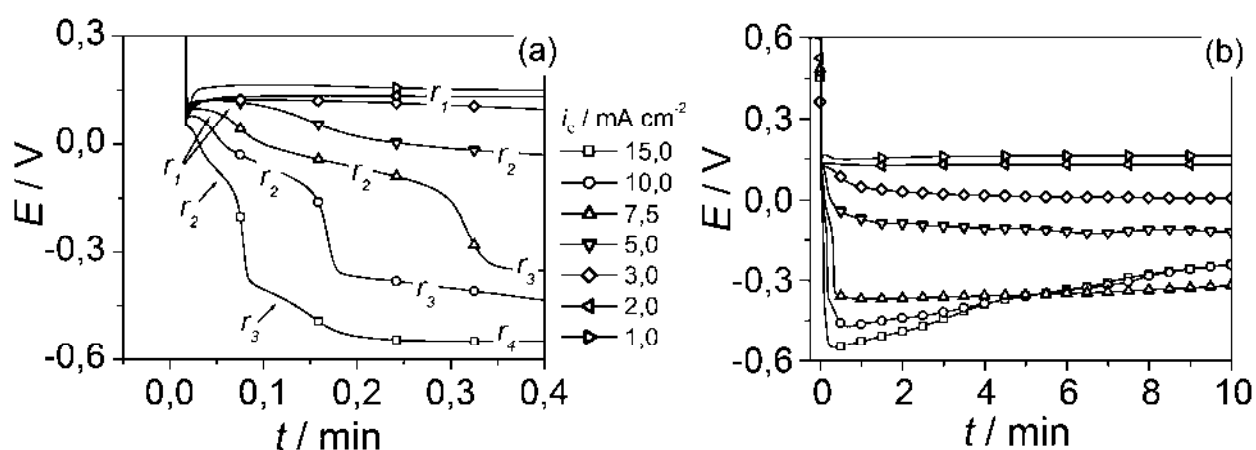 0,3
0,0
-0,3
-0,6
E / V
0,0 0,1 0,2 0,3 0,4
t / min
(a)
r1
r1
r2
r2
r2
r2
r3
r3
r3
r4
ic / mA cm-2
15,0
10,0
7,5
5,0
3,0
2,0
1,0
0,6
0,3
0,0
-0,3
-0,6
E / V
0 2 4 6 8 10
t / min
(b)